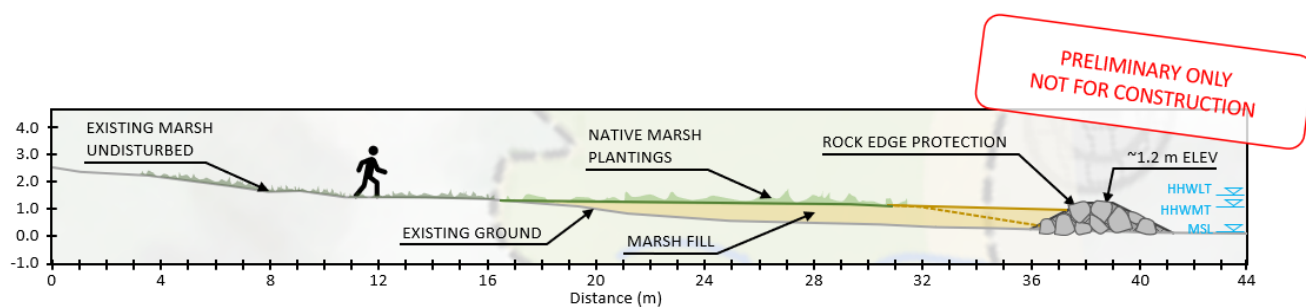 PRELIMINARY ONLY
NOT FOR CONSTRUCTION
EXISTING MARSH
UNDISTURBED
NATIVE MARSH
PLANTINGS
ROCK EDGE PROTECTION
~1.2 m ELEV
HHWLT
HHWMT
MSL
EXISTING GROUND
MARSH FILL
4.0
3.0
2.0
1.0
0.0
-1.0
0 4 8 12 16 20 24 28 32 36 40 44
Distance (m)